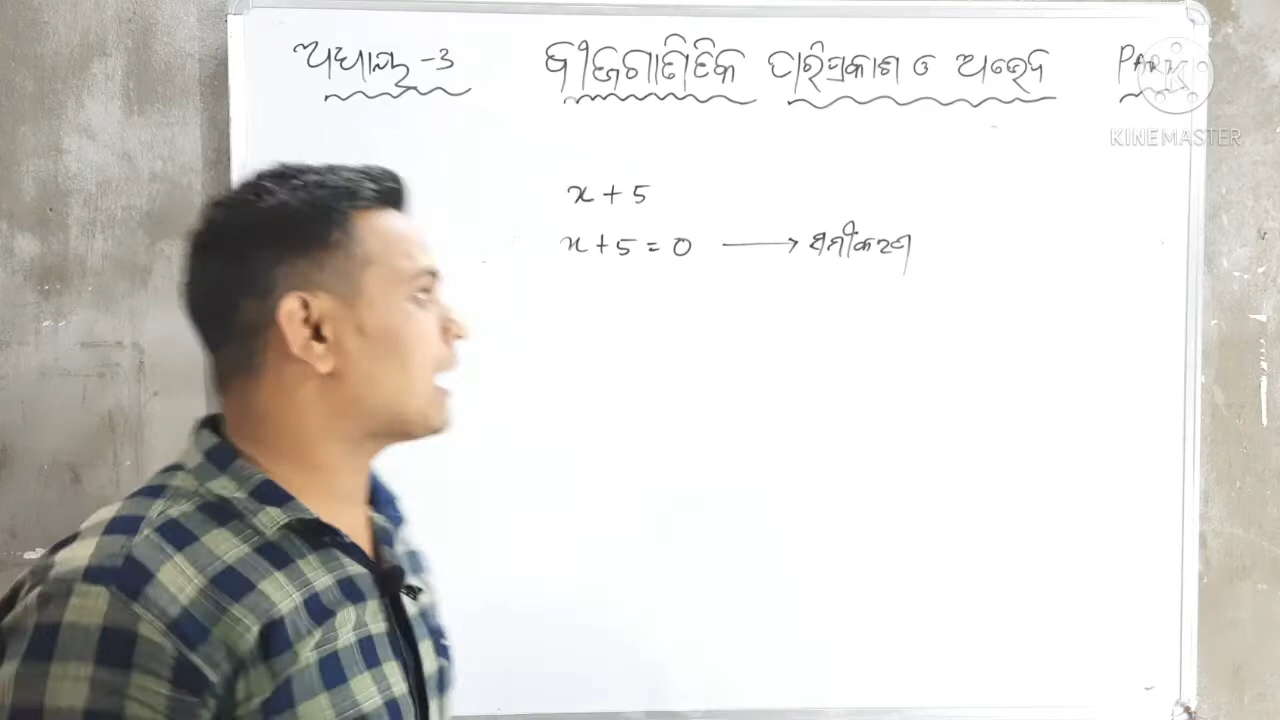 ଅଧ୍ୟାୟ -3 ବୀଜଗାଣିତିକ ପରିପ୍ରକାଶ ଓ ଅଭେଦ
KINEMASTER
x + 5
x + 5 = 0 → ସମୀକରଣ